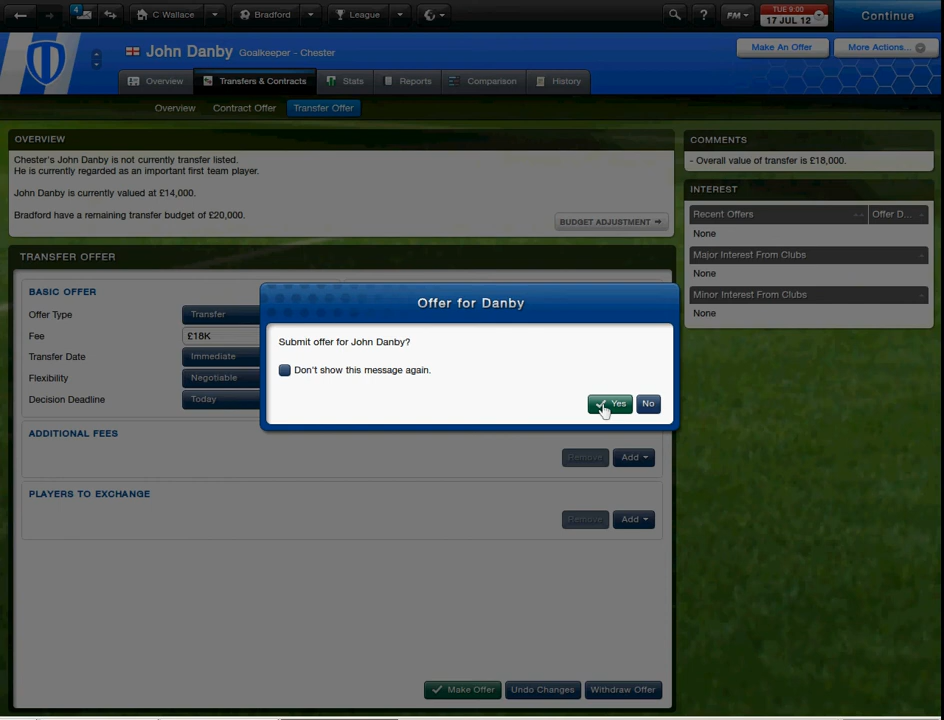 4 C Wallace Bradford League ? FM TUE 9:00 17 JUL 12 Continue
John Danby Goalkeeper - Chester Make An Offer More Actions...
Overview Transfers & Contracts Stats Reports Comparison History
Overview Contract Offer Transfer Offer
OVERVIEW
Chester's John Danby is not currently transfer listed.
He is currently regarded as an important first team player.
John Danby is currently valued at £14,000.
Bradford have a remaining transfer budget of £20,000.
BUDGET ADJUSTMENT
COMMENTS
- Overall value of transfer is £18,000.
INTEREST
Recent Offers Offer D...
None
Major Interest From Clubs
None
Minor Interest From Clubs
None
TRANSFER OFFER
BASIC OFFER
Offer Type Transfer
Fee £18K
Transfer Date Immediate
Flexibility Negotiable
Decision Deadline Today
Offer for Danby
Submit offer for John Danby?
Don't show this message again.
Yes No
ADDITIONAL FEES
Remove Add
PLAYERS TO EXCHANGE
Remove Add
Make Offer Undo Changes Withdraw Offer